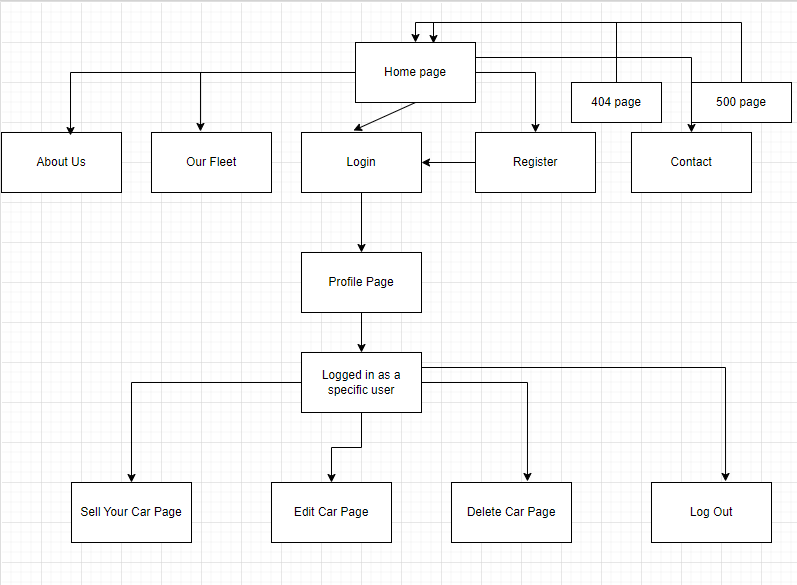 Home page
404 page
500 page
About Us
Our Fleet
Login
Register
Contact
Profile Page
Logged in as a
specific user
Sell Your Car Page
Edit Car Page
Delete Car Page
Log Out